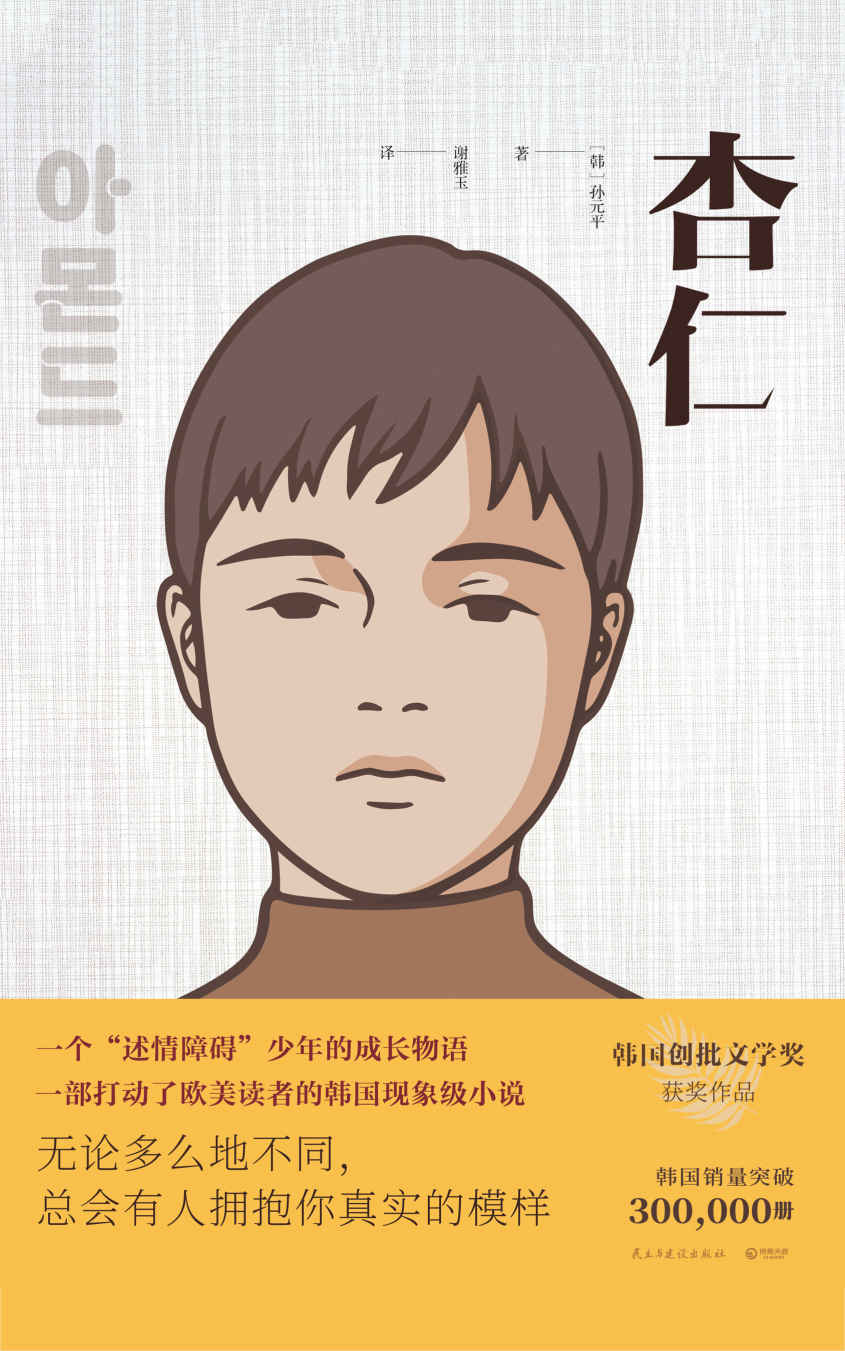 杏仁
[韩]孙元平——著
谢雅玉——译
아몬드
一个“述情障碍”少年的成长物语
一部打动了欧美读者的韩国现象级小说
无论多么地不同，
总会有人拥抱你真实的模样
韩国创批文学奖
获奖作品
韩国销量突破
300,000册
民主与建设出版社